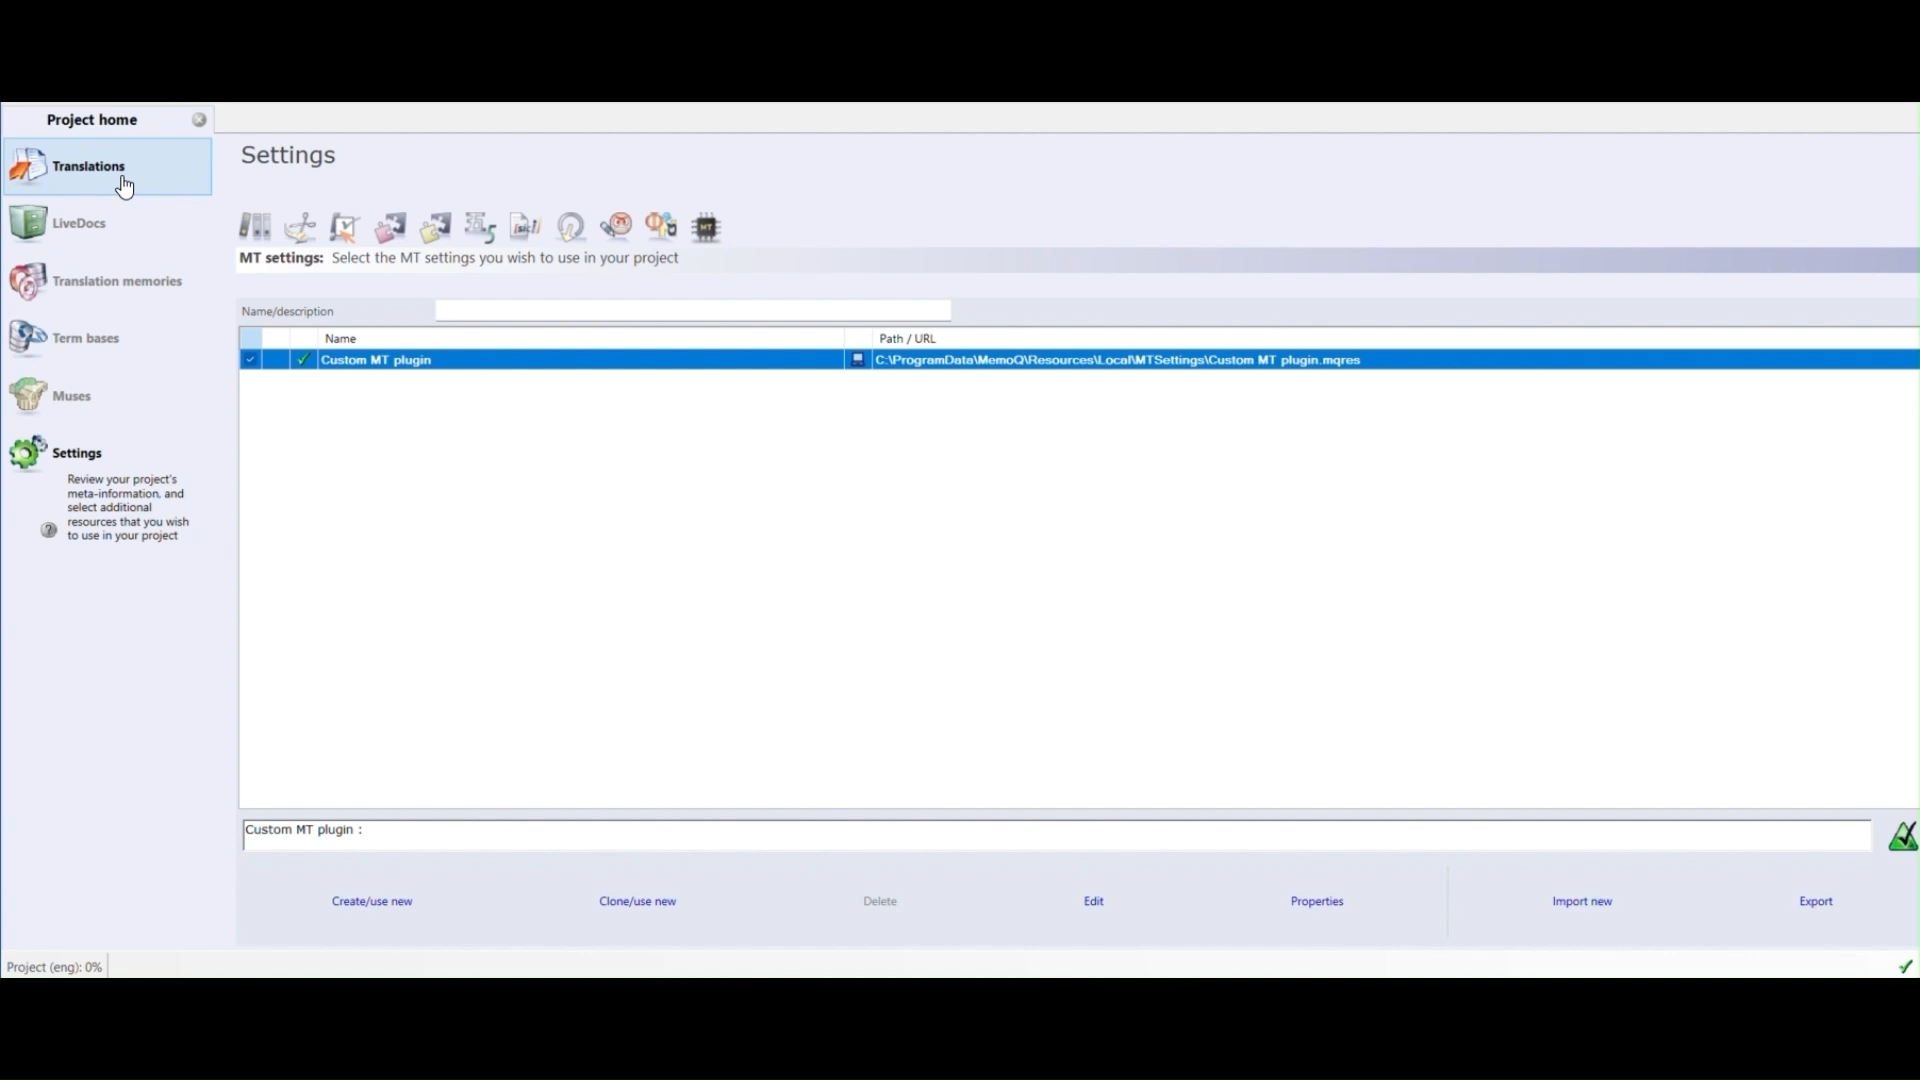 Project home
Translations
LiveDocs
Translation memories
Term bases
Muses
Settings
Review your project's
meta-information, and
select additional
resources that you wish
to use in your project
Settings
MT settings: Select the MT settings you wish to use in your project
Name/description
Name Path / URL
Custom MT plugin C:\ProgramData\MemoQ\Resources\Local\MTSettings\Custom MT plugin.mqres
Custom MT plugin :
Create/use new Clone/use new Delete Edit Properties Import new Export
Project (eng): 0%